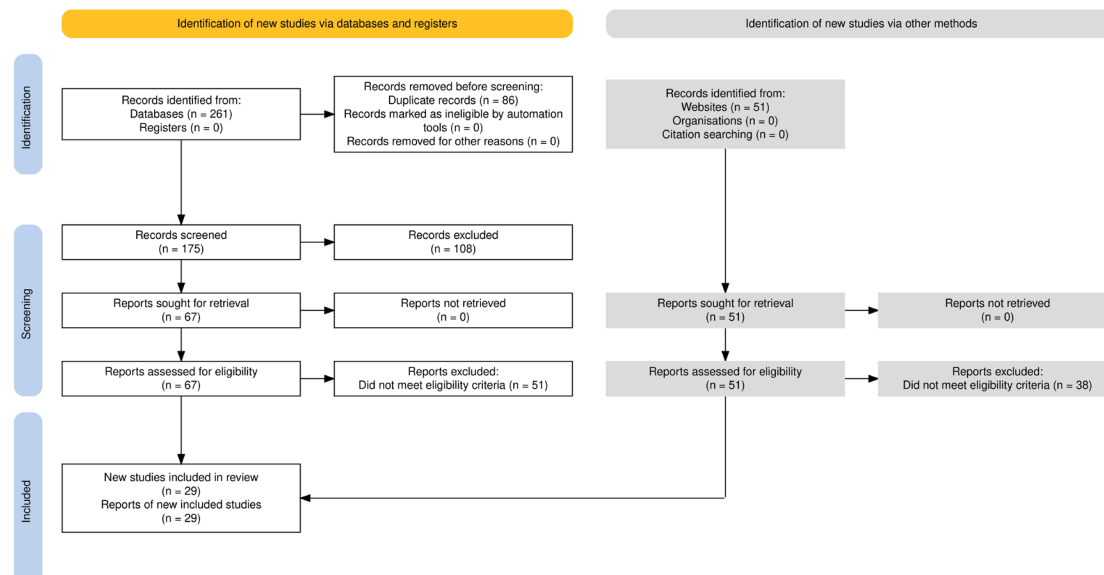 Identification of new studies via databases and registers
Identification of new studies via other methods
Identification
Records identified from:
Databases (n = 261)
Registers (n = 0)
Records removed before screening:
Duplicate records (n = 86)
Records marked as ineligible by automation
tools (n = 0)
Records removed for other reasons (n = 0)
Records identified from:
Websites (n = 51)
Organisations (n = 0)
Citation searching (n = 0)
Screening
Records screened
(n = 175)
Records excluded
(n = 108)
Reports sought for retrieval
(n = 67)
Reports not retrieved
(n = 0)
Reports sought for retrieval
(n = 51)
Reports not retrieved
(n = 0)
Reports assessed for eligibility
(n = 67)
Reports excluded:
Did not meet eligibility criteria (n = 51)
Reports assessed for eligibility
(n = 51)
Reports excluded:
Did not meet eligibility criteria (n = 38)
Included
New studies included in review
(n = 29)
Reports of new included studies
(n = 29)